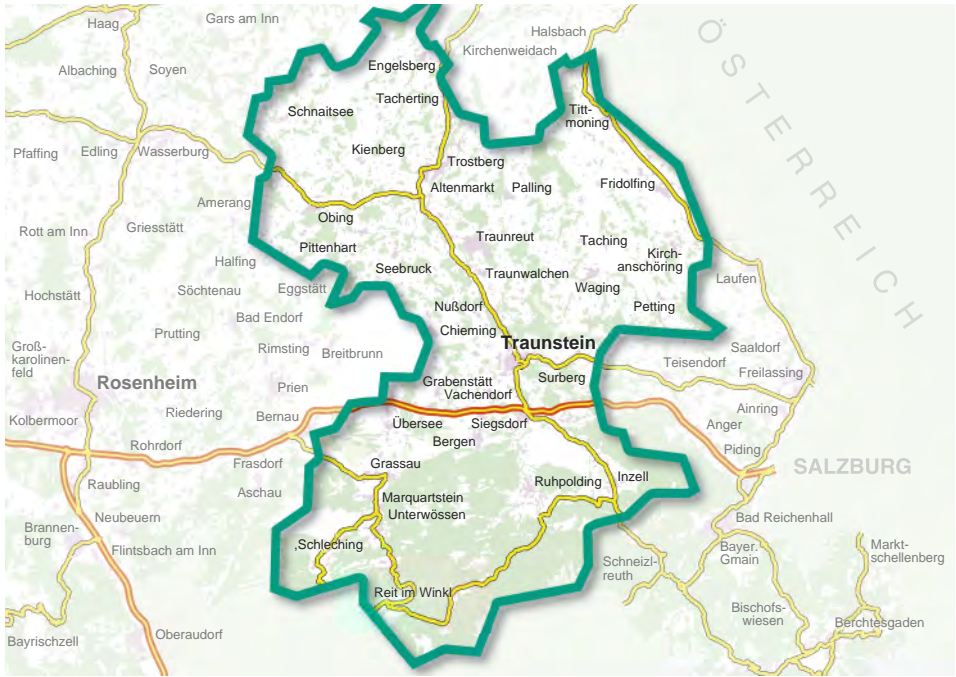 Haag
Gars am Inn
Halsbach
Kirchenweidach
Albaching
Soyen
Engelsberg
ÖSTERREICH
Schnaitsee
Tacherting
Titt-
moning
Pfaffing
Edling
Wasserburg
Kienberg
Trostberg
Altenmarkt
Palling
Fridolfing
Amerang
Rott am Inn
Griesstätt
Obing
Pittenhart
Traunreut
Taching
Kirch-
anschöring
Halfing
Seebruck
Traunwalchen
Waging
Laufen
Hochstätt
Söchtenau
Eggstätt
Nußdorf
Petting
Bad Endorf
Prutting
Chieming
Traunstein
Groß-
karolinen-
feld
Rimsting
Breitbrunn
Saaldorf
Teisendorf
Freilassing
Surberg
Rosenheim
Prien
Grabenstätt
Vachendorf
Kolbermoor
Riedering
Bernau
Übersee
Siegsdorf
Ainring
Anger
Bergen
Rohrdorf
Piding
Frasdorf
Grassau
SALZBURG
Raubling
Aschau
Ruhpolding
Inzell
Marquartstein
Unterwössen
Neubeuern
Brannen-
burg
Bad Reichenhall
Flintsbach am Inn
,Schleching
Bayer.
Gmain
Markt-
schellenberg
Schneizl-
reuth
Reit im Winkl
Bischofs-
wiesen
Berchtesgaden
Bayrischzell
Oberaudorf